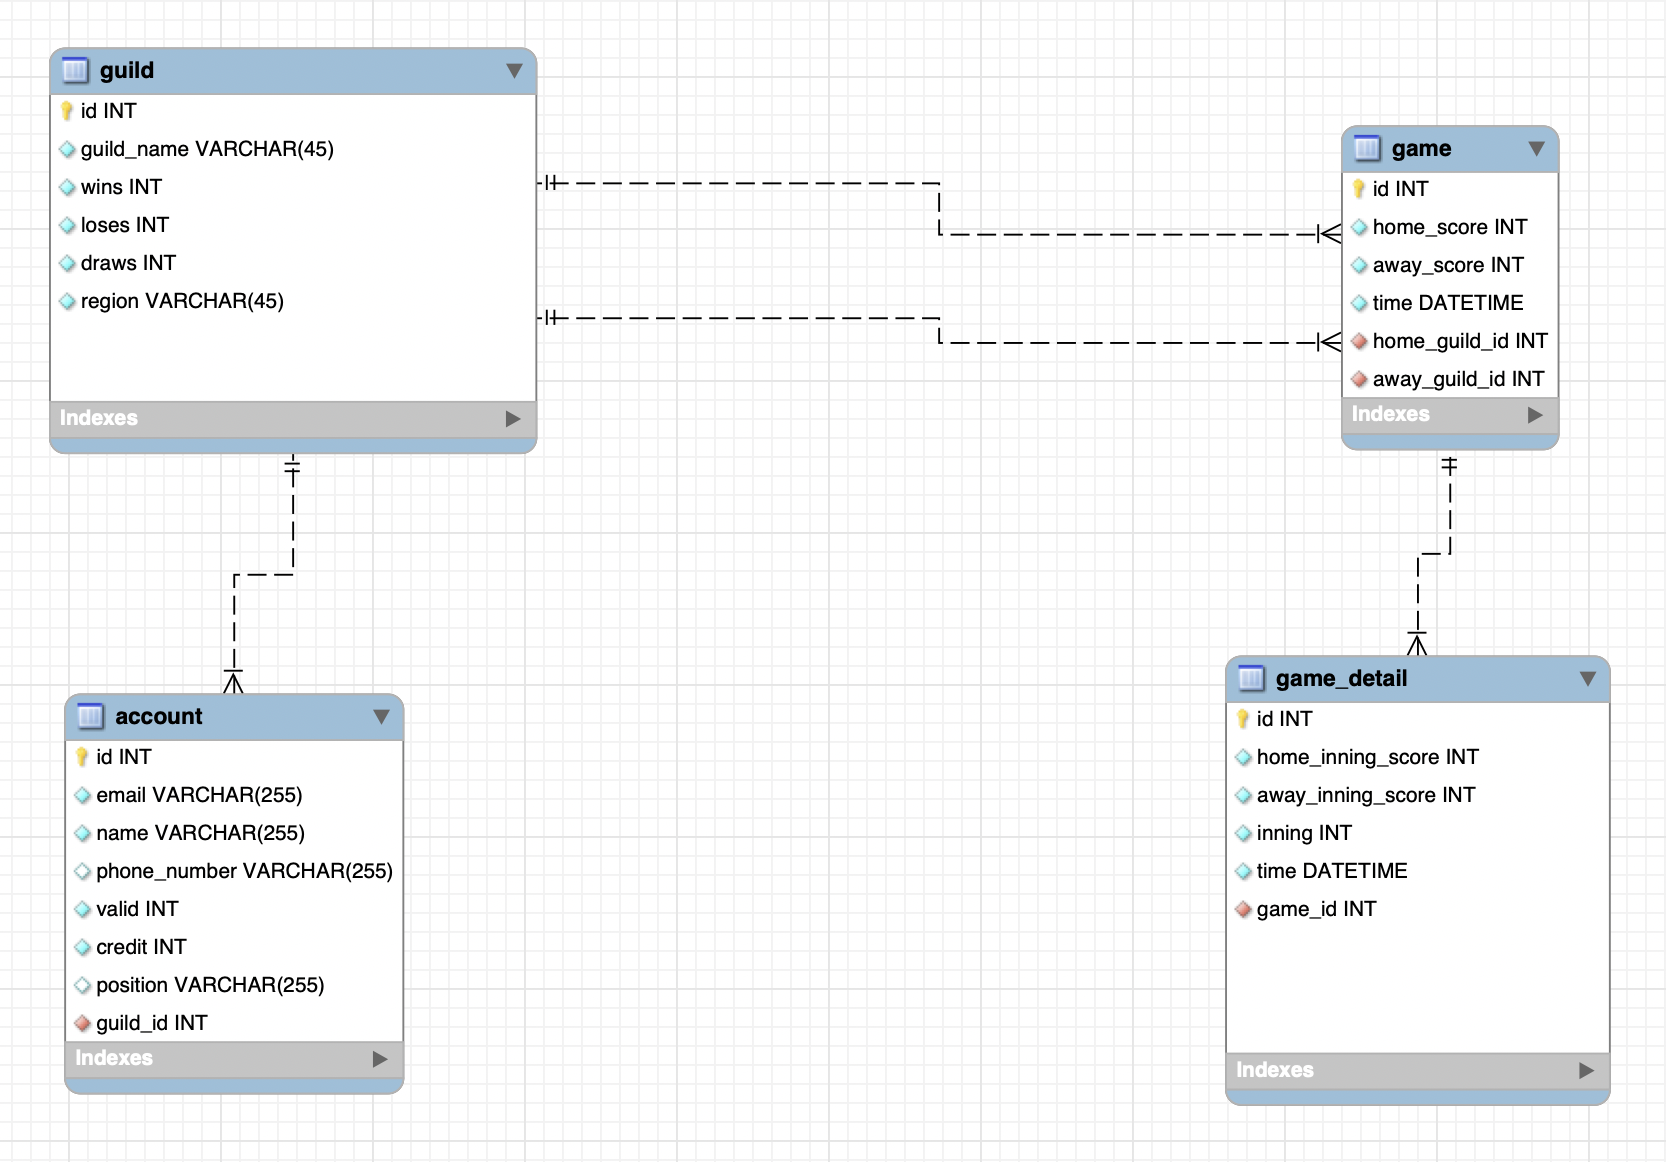 guild
id INT
guild_name VARCHAR(45)
wins INT
loses INT
draws INT
region VARCHAR(45)
Indexes
game
id INT
home_score INT
away_score INT
time DATETIME
home_guild_id INT
away_guild_id INT
Indexes
account
id INT
email VARCHAR(255)
name VARCHAR(255)
phone_number VARCHAR(255)
valid INT
credit INT
position VARCHAR(255)
guild_id INT
Indexes
game_detail
id INT
home_inning_score INT
away_inning_score INT
inning INT
time DATETIME
game_id INT
Indexes